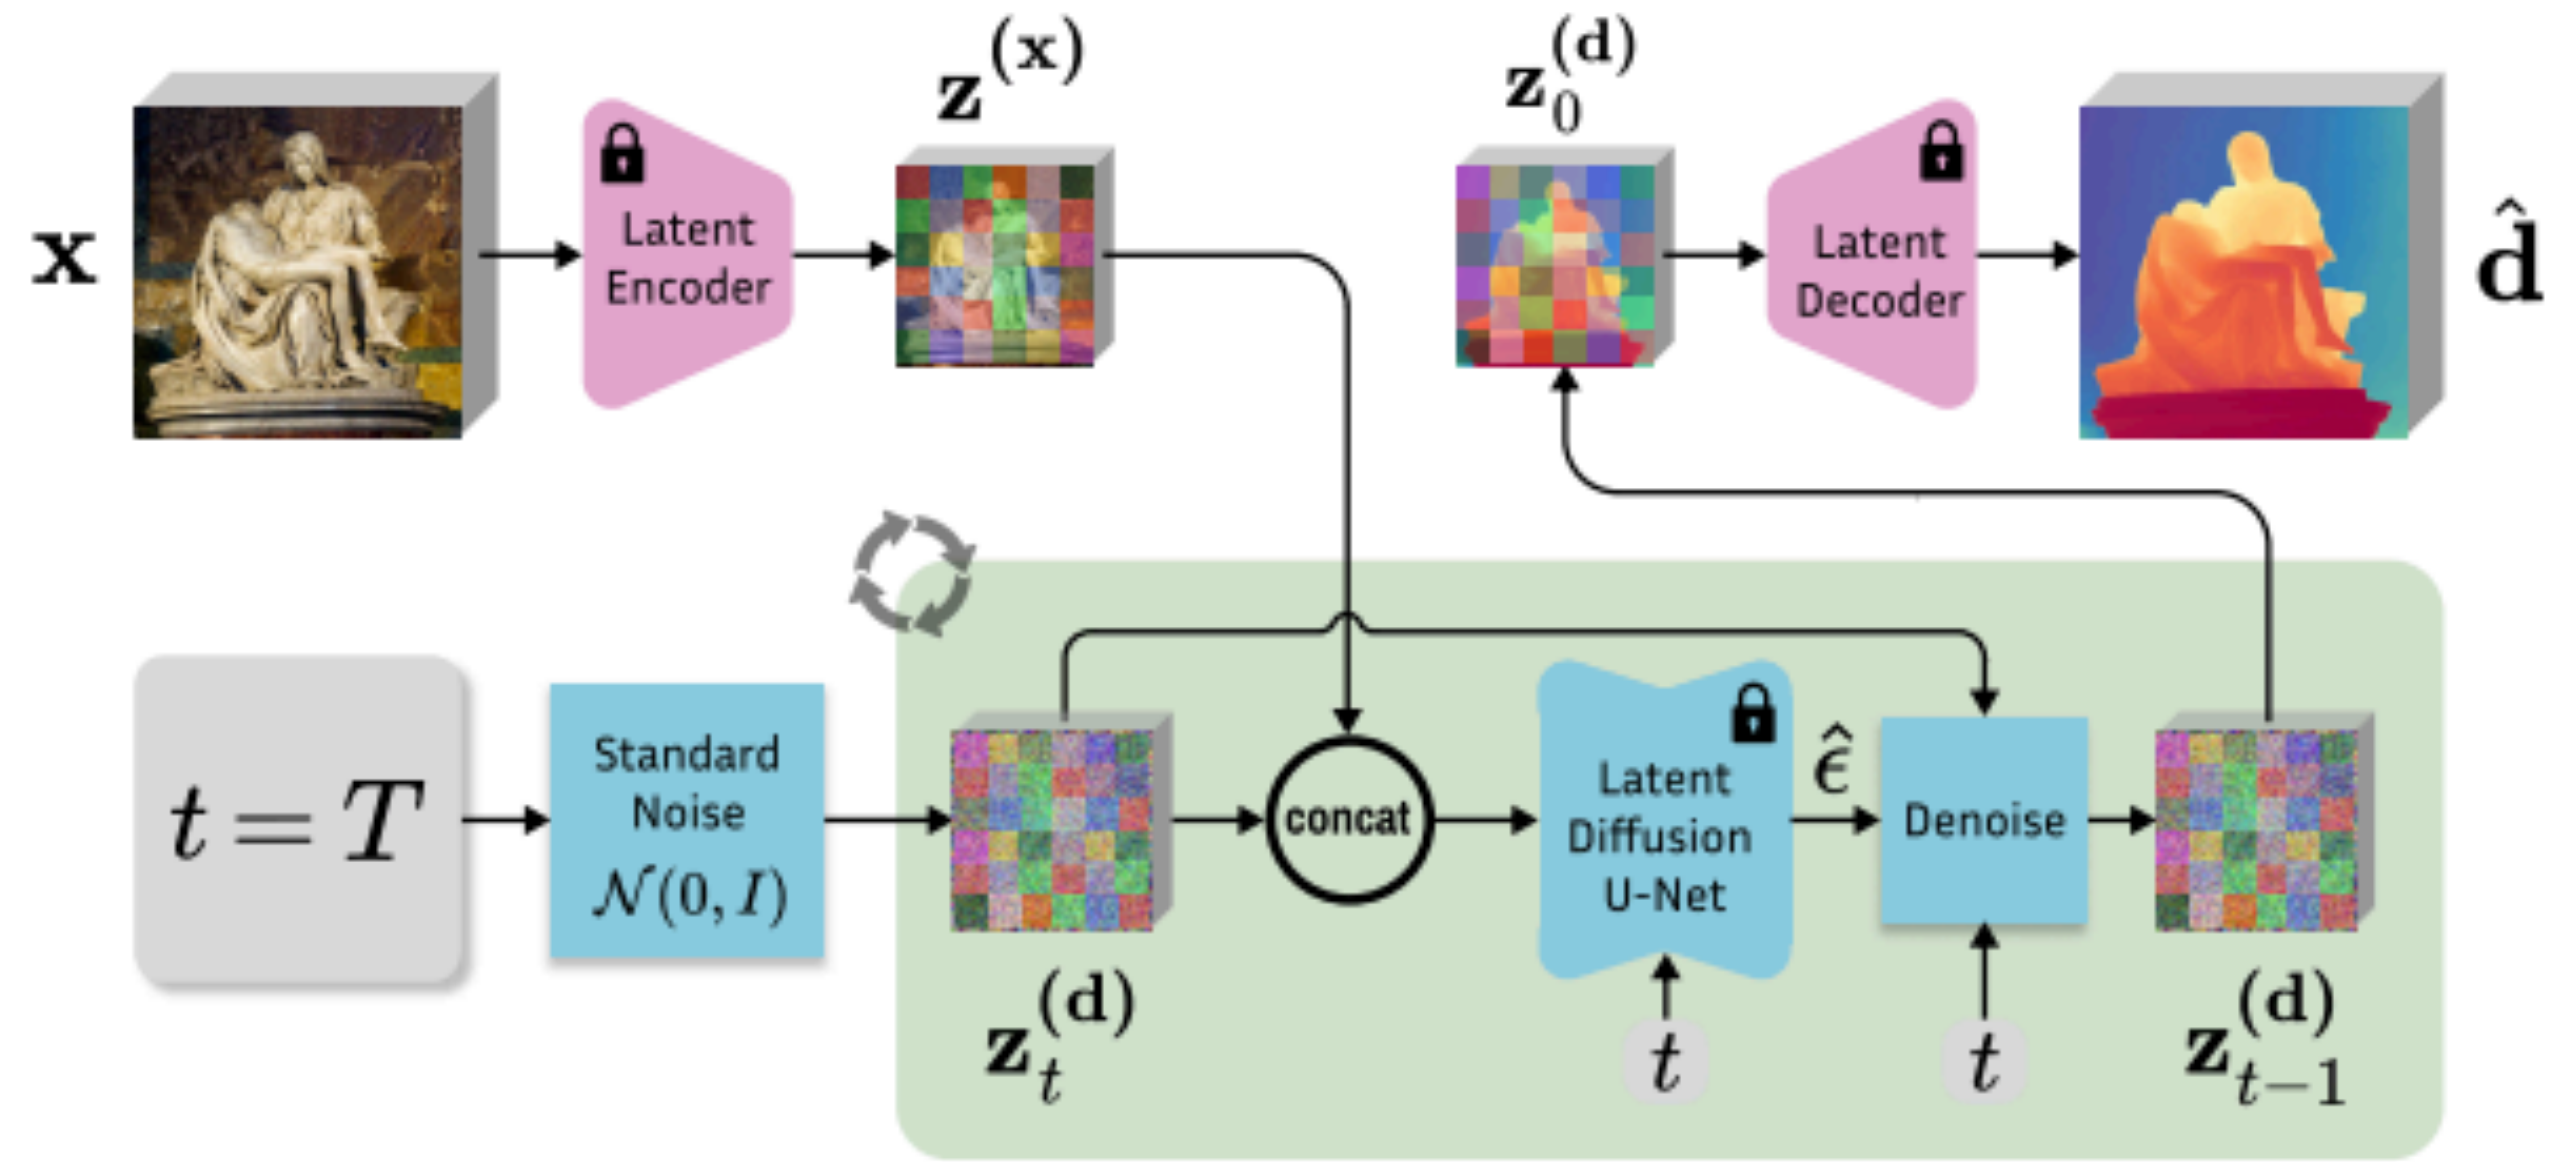 x
z^(x)
z_0^(d)
d̂
Latent
Encoder
Latent
Decoder
t = T
Standard
Noise
𝒩(0, I)
z_t^(d)
concat
Latent
Diffusion
U-Net
t
ϵ̂
Denoise
t
z_{t−1}^(d)